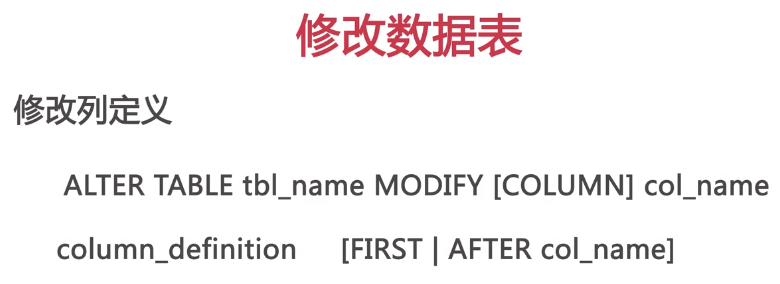 修改数据表
修改列定义
ALTER TABLE tbl_name MODIFY [COLUMN] col_name
column_definition [FIRST | AFTER col_name]